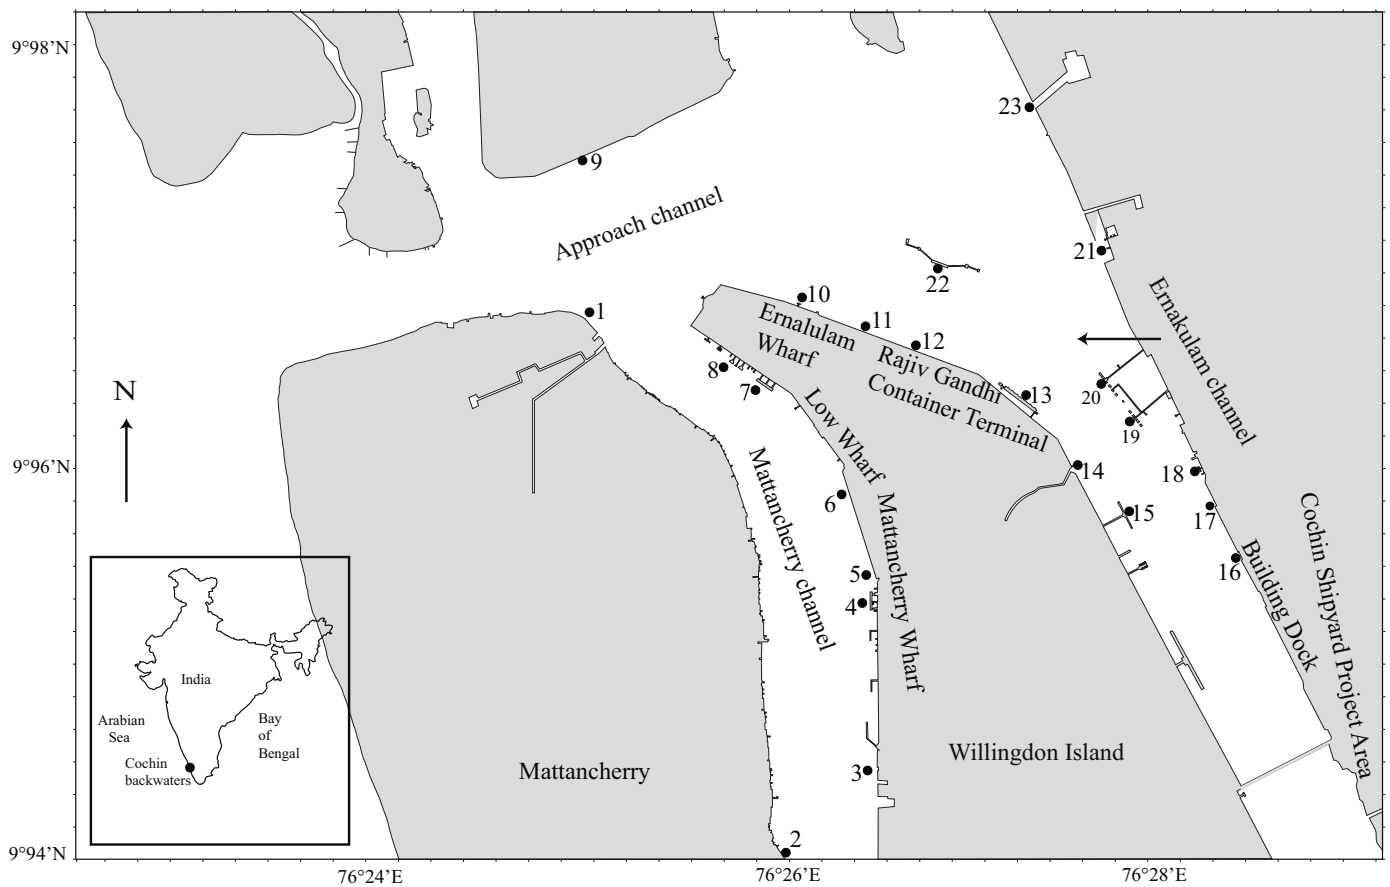 9°98’N
23
9
Approach channel
21
22
1
10
11
12
Ernalulam
Wharf
Rajiv Gandhi
Container Terminal
Ernakulam channel
8
7
13
20
19
N
Low Wharf
Mattancherry channel
9°96’N
14
18
6
Mattancherry Wharf
15
17
Cochin Shipyard Project Area
Building Dock
16
5
4
India
Arabian
Sea
Bay
of
Bengal
Cochin
backwaters
Mattancherry
Willingdon Island
3
2
9°94’N
76°24’E
76°26’E
76°28’E